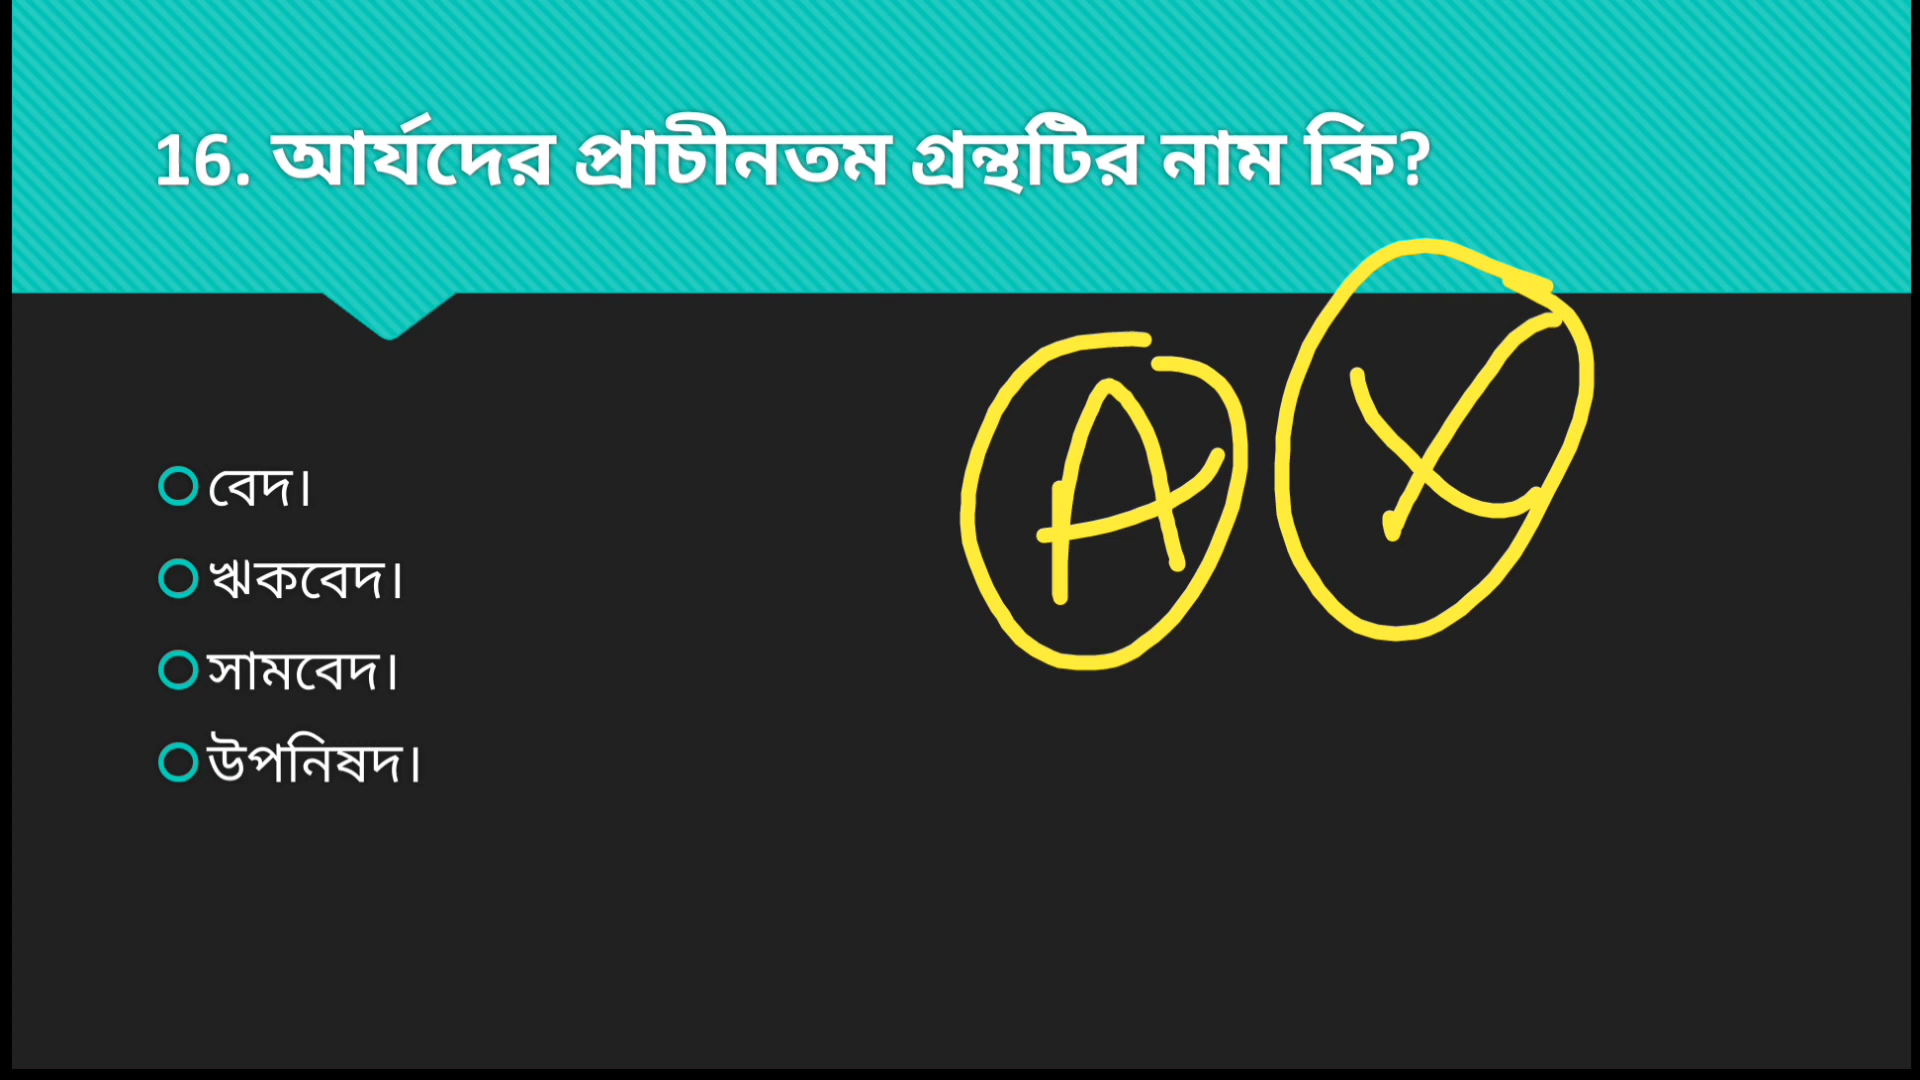 16. আর্যদের প্রাচীনতম গ্রন্থটির নাম কি?
A X
বেদ।
ঋকবেদ।
সামবেদ।
উপনিষদ।